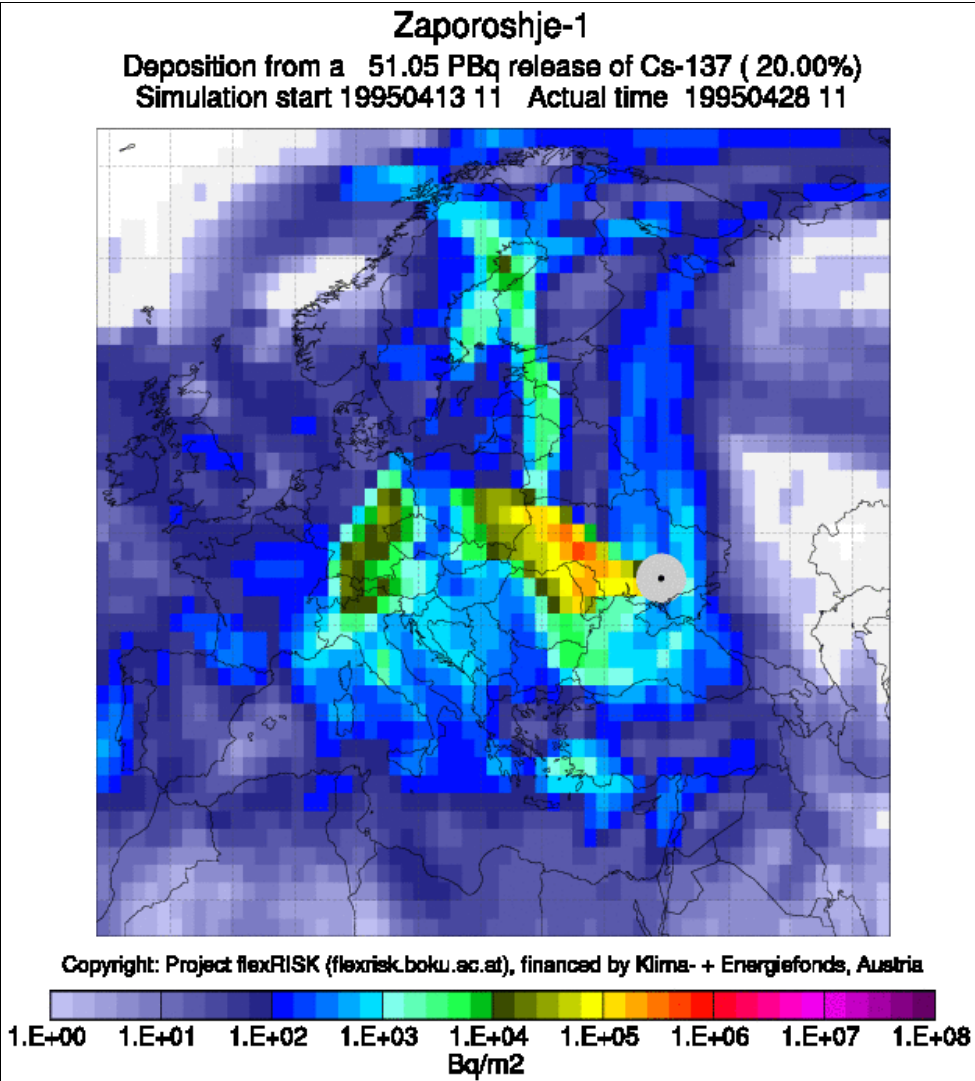 Zaporoshje-1
Deposition from a 51.05 PBq release of Cs-137 ( 20.00%)
Simulation start 19950413 11 Actual time 19950428 11
Copyright: Project flexRISK (flexrisk.boku.ac.at), financed by Klima- + Energiefonds, Austria
1.E+00 1.E+01 1.E+02 1.E+03 1.E+04 1.E+05 1.E+06 1.E+07 1.E+08
Bq/m2